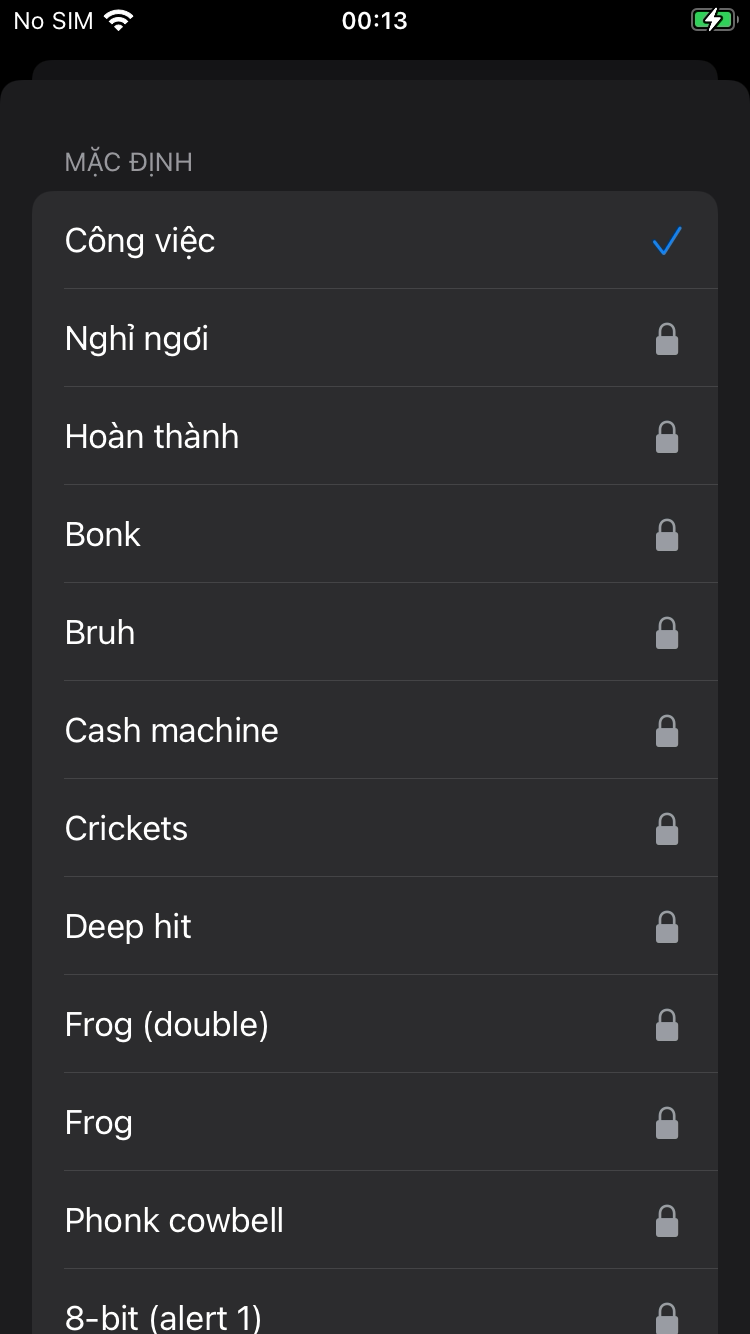 No SIM 00:13
MẶC ĐỊNH
Công việc
Nghỉ ngơi
Hoàn thành
Bonk
Bruh
Cash machine
Crickets
Deep hit
Frog (double)
Frog
Phonk cowbell
8-bit (alert 1)